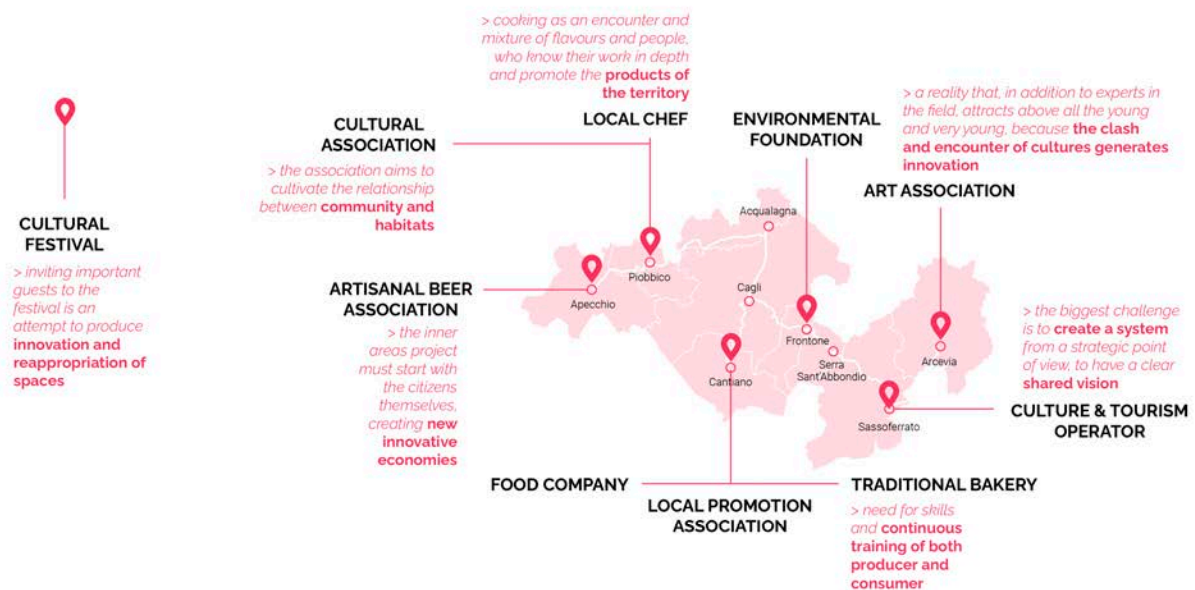 > cooking as an encounter and
mixture of flavours and people,
who know their work in depth
and promote the products of
the territory
LOCAL CHEF
CULTURAL
ASSOCIATION
> the association aims to
cultivate the relationship
between community and
habitats
ENVIRONMENTAL
FOUNDATION
> a reality that, in addition to experts in
the field, attracts above all the young
and very young, because the clash
and encounter of cultures generates
innovation
ART ASSOCIATION
CULTURAL
FESTIVAL
> inviting important
guests to the
festival is an
attempt to produce
innovation and
reappropriation of
spaces
ARTISANAL BEER
ASSOCIATION
> the inner
areas project
must start with
the citizens
themselves,
creating new
innovative
economies
Acqualagna
Piobbico
Apecchio
Cagli
Frontone
Serra
Sant'Abbondio
Cantiano
Arcevia
Sassoferrato
> the biggest challenge
is to create a system
from a strategic point
of view, to have a clear
shared vision
CULTURE & TOURISM
OPERATOR
FOOD COMPANY
LOCAL PROMOTION
ASSOCIATION
TRADITIONAL BAKERY
> need for skills
and continuous
training of both
producer and
consumer